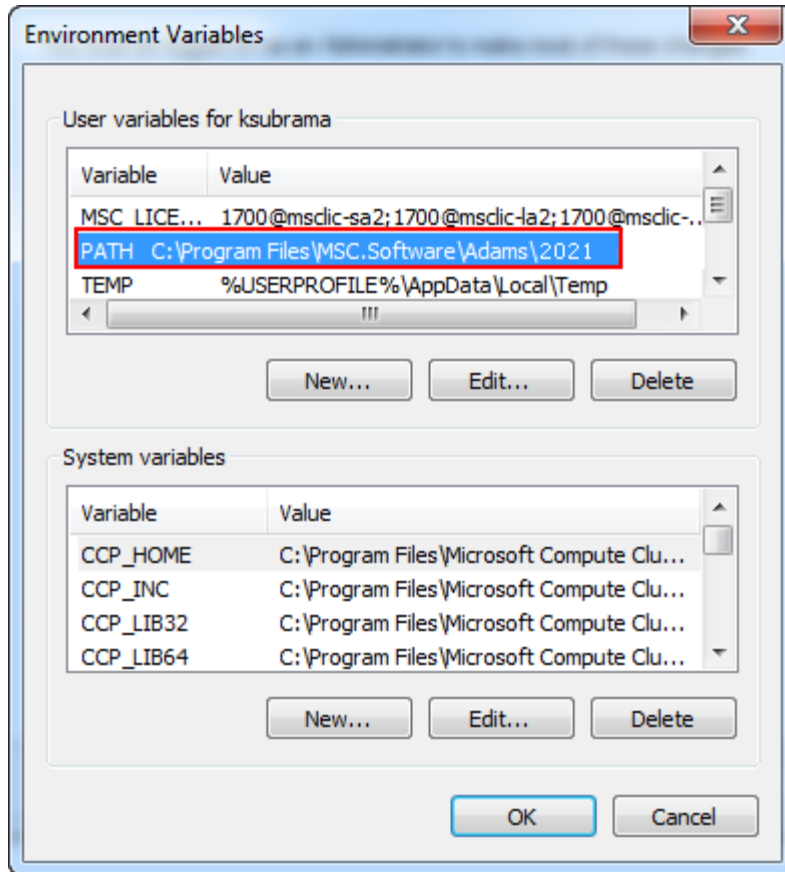 Environment Variables
User variables for ksubrama
Variable Value
MSC_LICE... 1700@msclic-sa2;1700@msclic-la2;1700@msclic-..
PATH C:\Program Files\MSC.Software\Adams\2021
TEMP %USERPROFILE%\AppData\Local\Temp
New... Edit... Delete
System variables
Variable Value
CCP_HOME C:\Program Files\Microsoft Compute Clu...
CCP_INC C:\Program Files\Microsoft Compute Clu...
CCP_LIB32 C:\Program Files\Microsoft Compute Clu...
CCP_LIB64 C:\Program Files\Microsoft Compute Clu...
New... Edit... Delete
OK Cancel